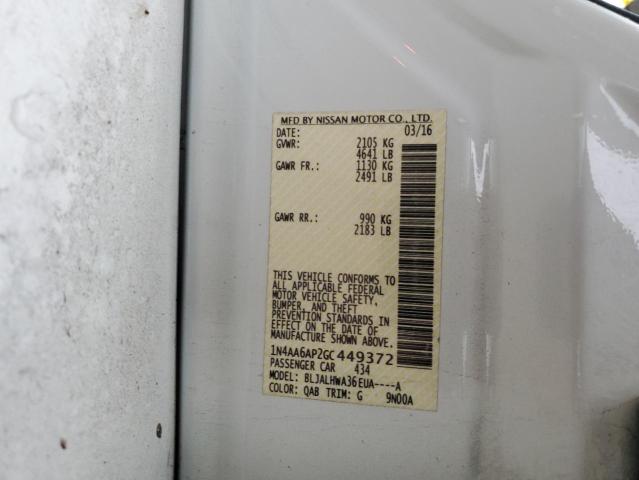 MFD BY NISSAN MOTOR CO., LTD.
DATE: 03/16
GVWR: 2105 KG
4641 LB
GAWR FR.: 1130 KG
2491 LB
GAWR RR.: 990 KG
2183 LB
THIS VEHICLE CONFORMS TO
ALL APPLICABLE FEDERAL
MOTOR VEHICLE SAFETY,
BUMPER, AND THEFT
PREVENTION STANDARDS IN
EFFECT ON THE DATE OF
MANUFACTURE SHOWN ABOVE.
1N4AA6AP2GC449372
PASSENGER CAR 434
MODEL: BLJALHWA36EUA----A
COLOR: QAB TRIM: G 9N00A